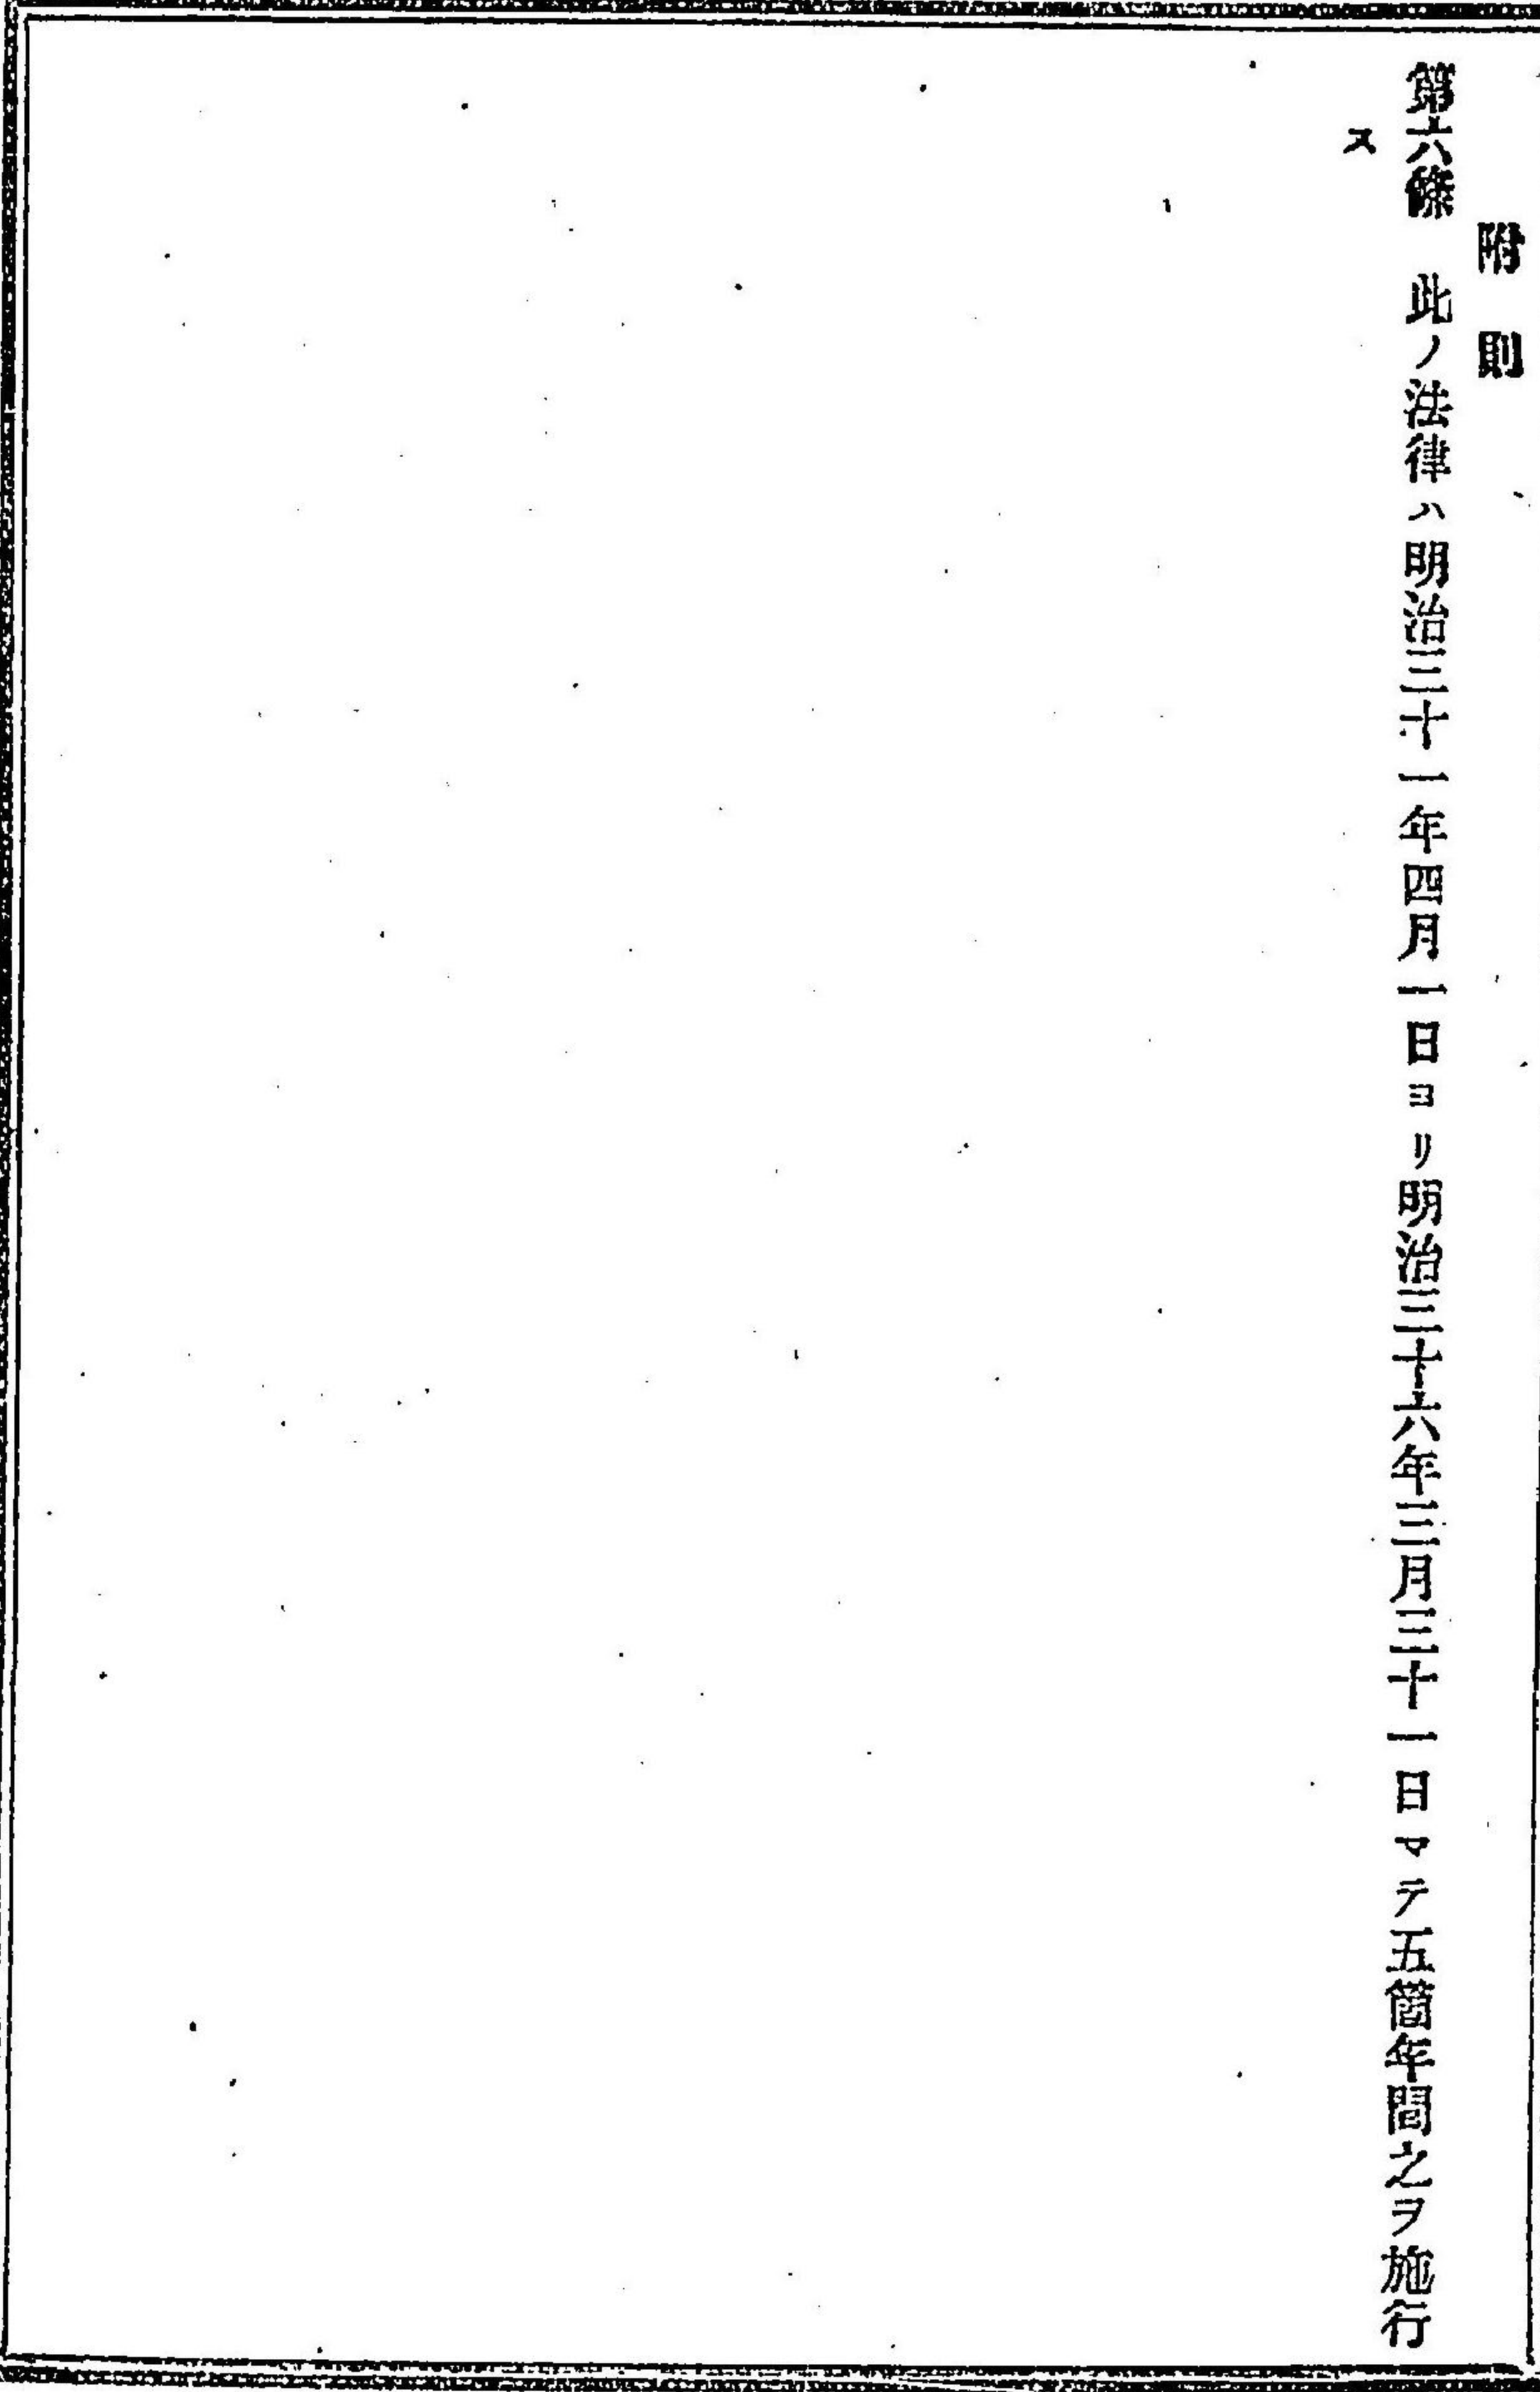 附則
第六條　此ノ法律ハ明治三十一年四月一日ヨリ明治三十六年三月三十一日マテ五箇年間之ヲ施行
ス